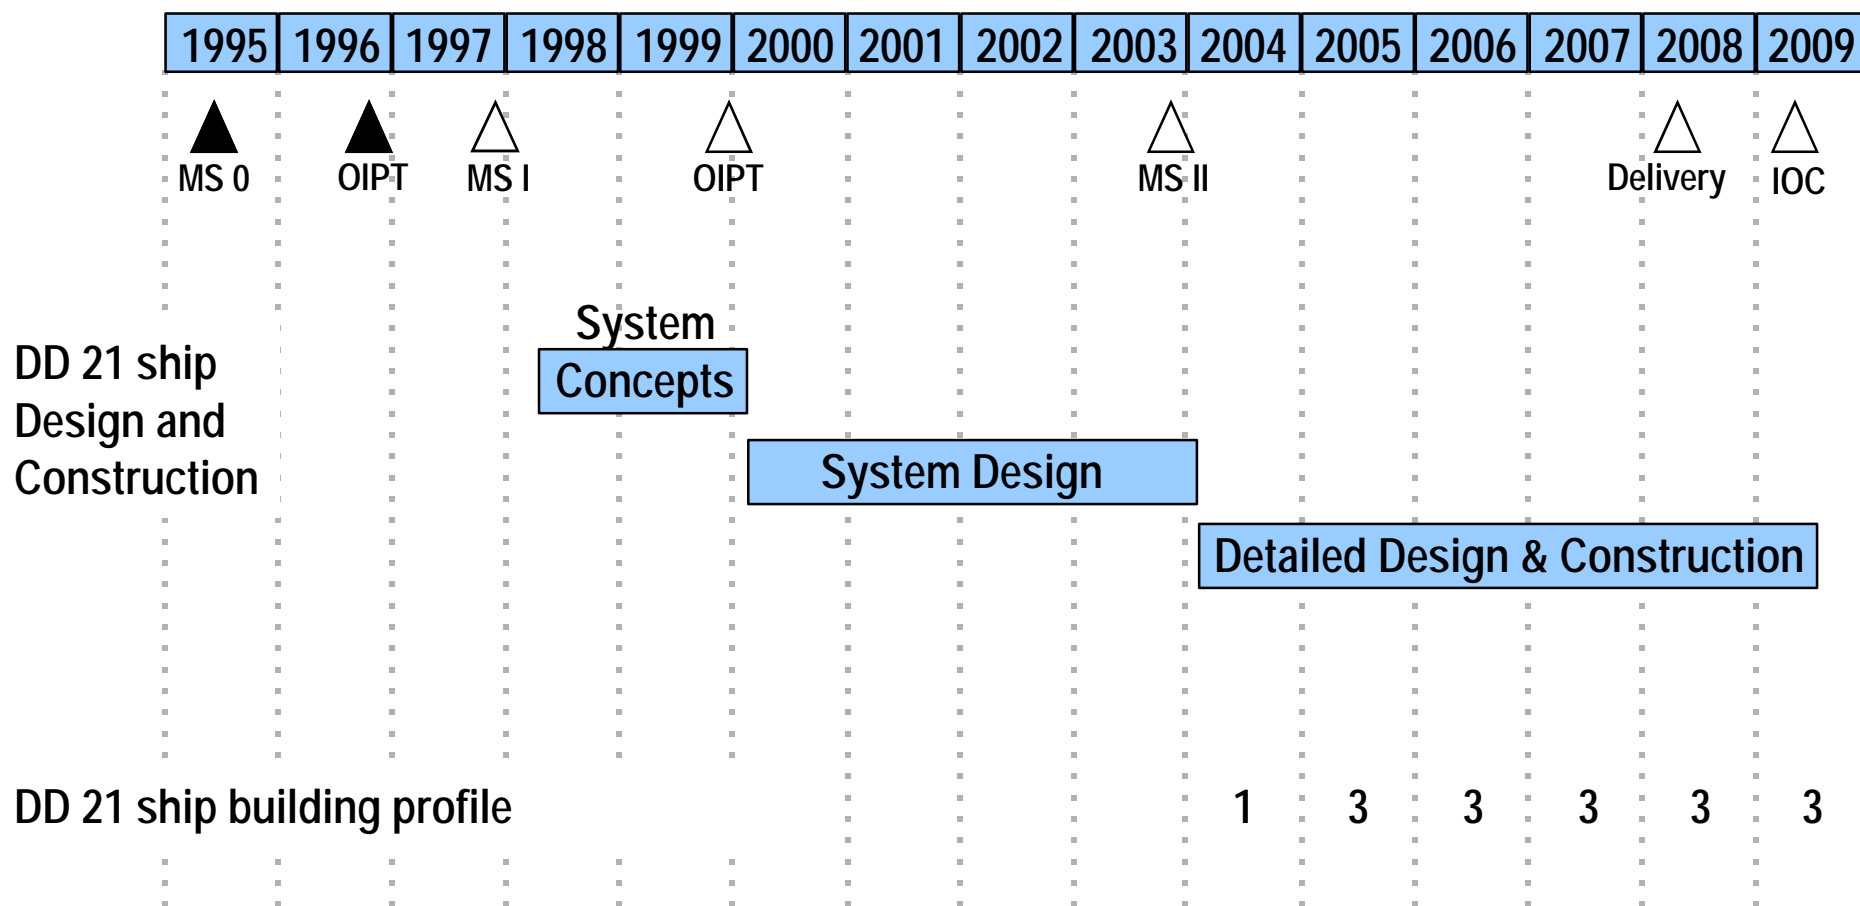 1995 1996 1997 1998 1999 2000 2001 2002 2003 2004 2005 2006 2007 2008 2009
MS 0 OIPT MS I OIPT MS II Delivery IOC
System
Concepts
DD 21 ship
Design and
Construction
System Design
Detailed Design & Construction
DD 21 ship building profile 1 3 3 3 3 3